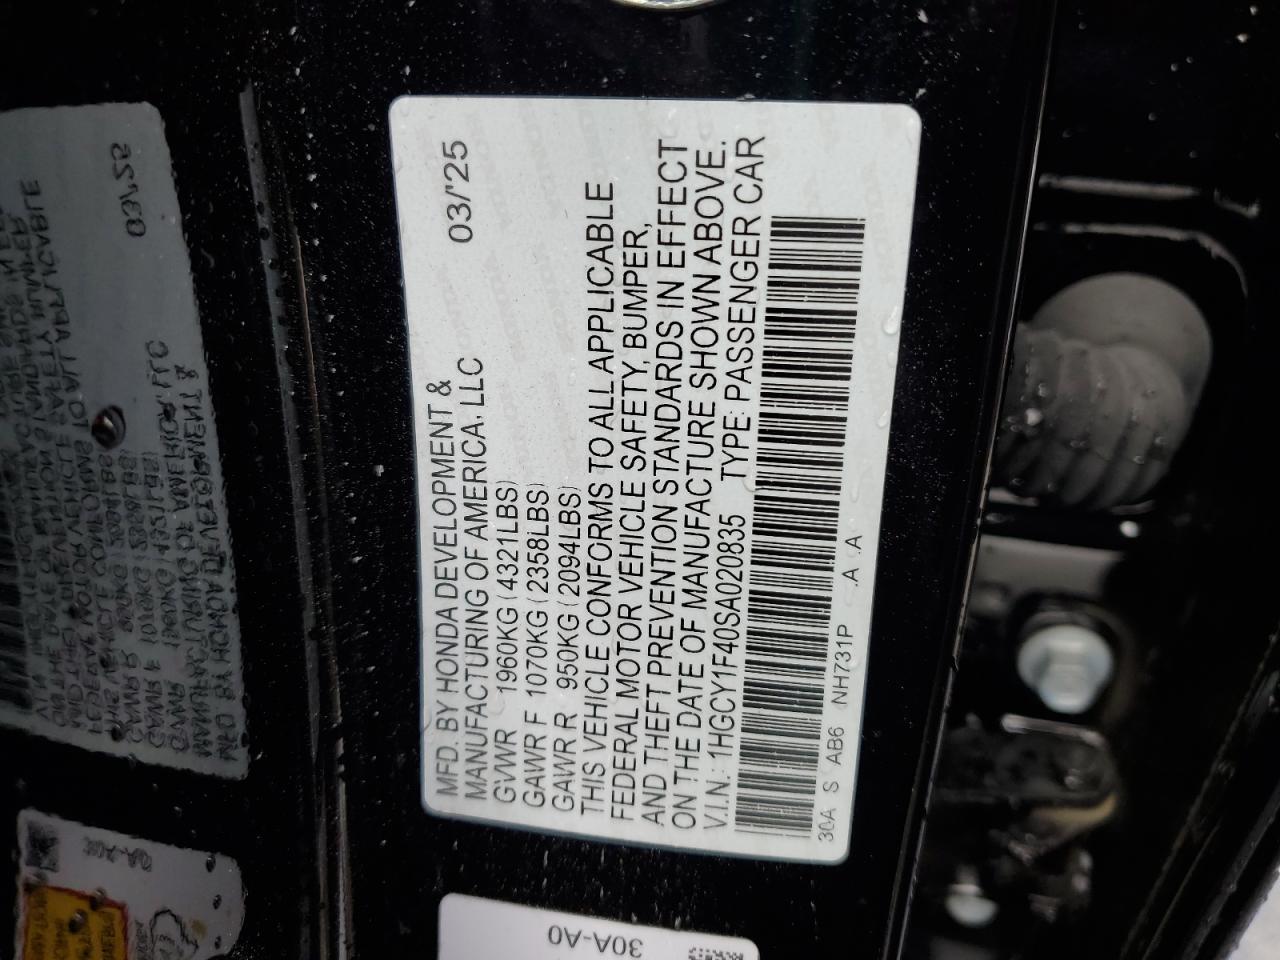 MFD. BY HONDA DEVELOPMENT &
MANUFACTURING OF AMERICA. LLC 03/'25
GVWR 1960KG (4321LBS)
GAWR F 1070KG (2358LBS)
GAWR R 950KG (2094LBS)
THIS VEHICLE CONFORMS TO ALL APPLICABLE
FEDERAL MOTOR VEHICLE SAFETY, BUMPER,
AND THEFT PREVENTION STANDARDS IN EFFECT
ON THE DATE OF MANUFACTURE SHOWN ABOVE.
V.I.N.: 1HGCY1F40SA020835 TYPE: PASSENGER CAR
30A S AB6 NH731P .A .A
30A-A0